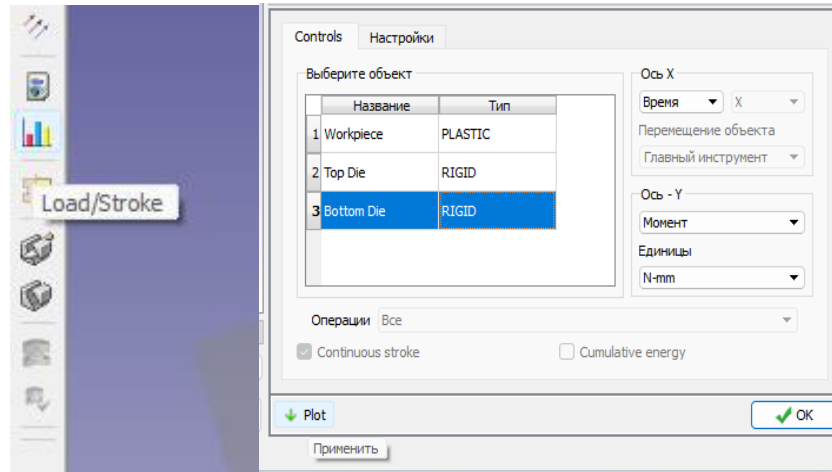 Load/Stroke
Controls Настройки
Выберите объект
Название Тип
1 Workpiece PLASTIC
2 Top Die RIGID
3 Bottom Die RIGID
Ось X
Время X
Перемещение объекта
Главный инструмент
Ось - Y
Момент
Единицы
N-mm
Операции Все
Continuous stroke Cumulative energy
Plot OK
Применить